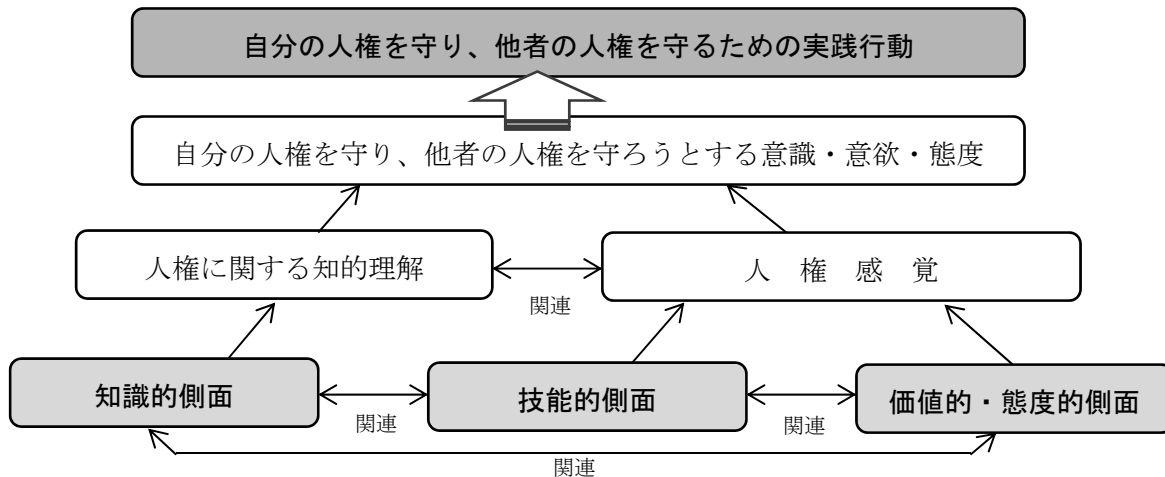 自分の人権を守り、他者の人権を守るための実践行動
自分の人権を守り、他者の人権を守ろうとする意識・意欲・態度
人権に関する知的理解
人 権 感 覚
関連
知識的側面
技能的側面
価値的・態度的側面
関連
関連
関連